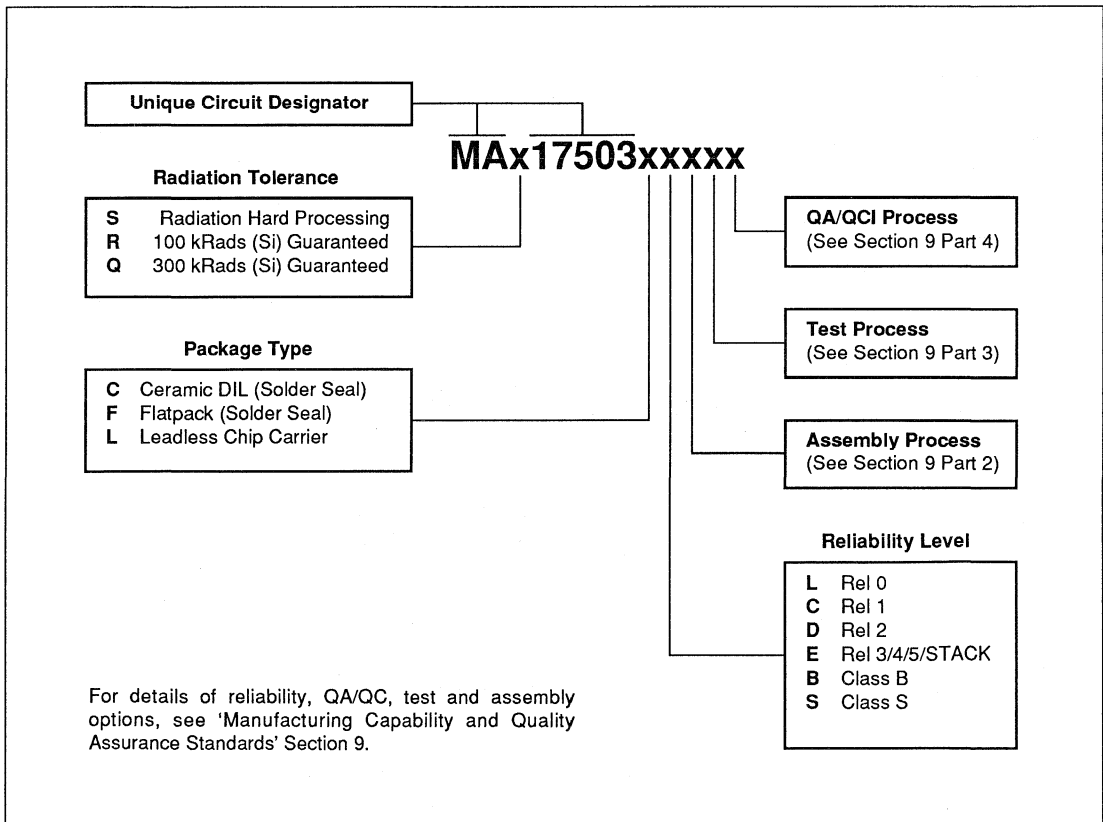 Unique Circuit Designator
MAx17503xxxxx
Radiation Tolerance
S Radiation Hard Processing
R 100 kRads (Si) Guaranteed
Q 300 kRads (Si) Guaranteed
Package Type
C Ceramic DIL (Solder Seal)
F Flatpack (Solder Seal)
L Leadless Chip Carrier
QA/QCI Process
(See Section 9 Part 4)
Test Process
(See Section 9 Part 3)
Assembly Process
(See Section 9 Part 2)
Reliability Level
L Rel 0
C Rel 1
D Rel 2
E Rel 3/4/5/STACK
B Class B
S Class S
For details of reliability, QA/QC, test and assembly
options, see 'Manufacturing Capability and Quality
Assurance Standards' Section 9.